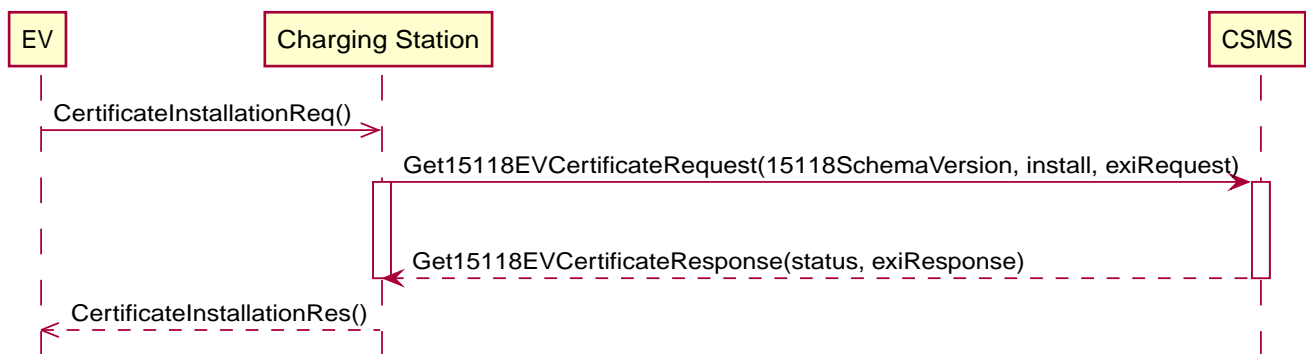 EV
Charging Station
CSMS
CertificateInstallationReq()
Get15118EVCertificateRequest(15118SchemaVersion, install, exiRequest)
Get15118EVCertificateResponse(status, exiResponse)
CertificateInstallationRes()